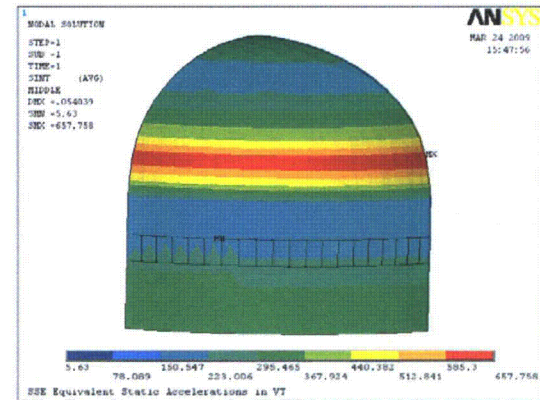 1
NODAL SOLUTION
STEP=1
SUB =1
TIME=1
SINT (AVG)
MIDDLE
DMX =.054039
SMN =5.63
SMX =657.758
ANSYS
MAR 24 2009
15:47:56
MX
MN
5.63 150.547 295.465 440.382 585.3
78.089 223.006 367.924 512.841 657.758
SSE Equivalent Static Accelerations in VT